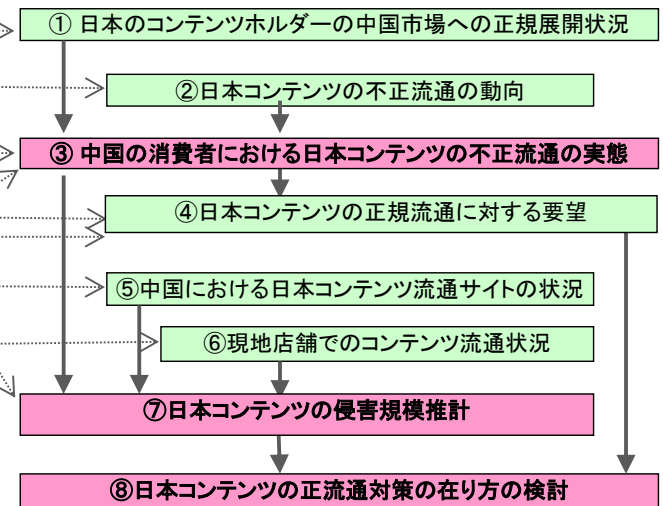 ① 日本のコンテンツホルダーの中国市場への正規展開状況
②日本コンテンツの不正流通の動向
③ 中国の消費者における日本コンテンツの不正流通の実態
④日本コンテンツの正規流通に対する要望
⑤中国における日本コンテンツ流通サイトの状況
⑥現地店舗でのコンテンツ流通状況
⑦日本コンテンツの侵害規模推計
⑧日本コンテンツの正流通対策の在り方の検討